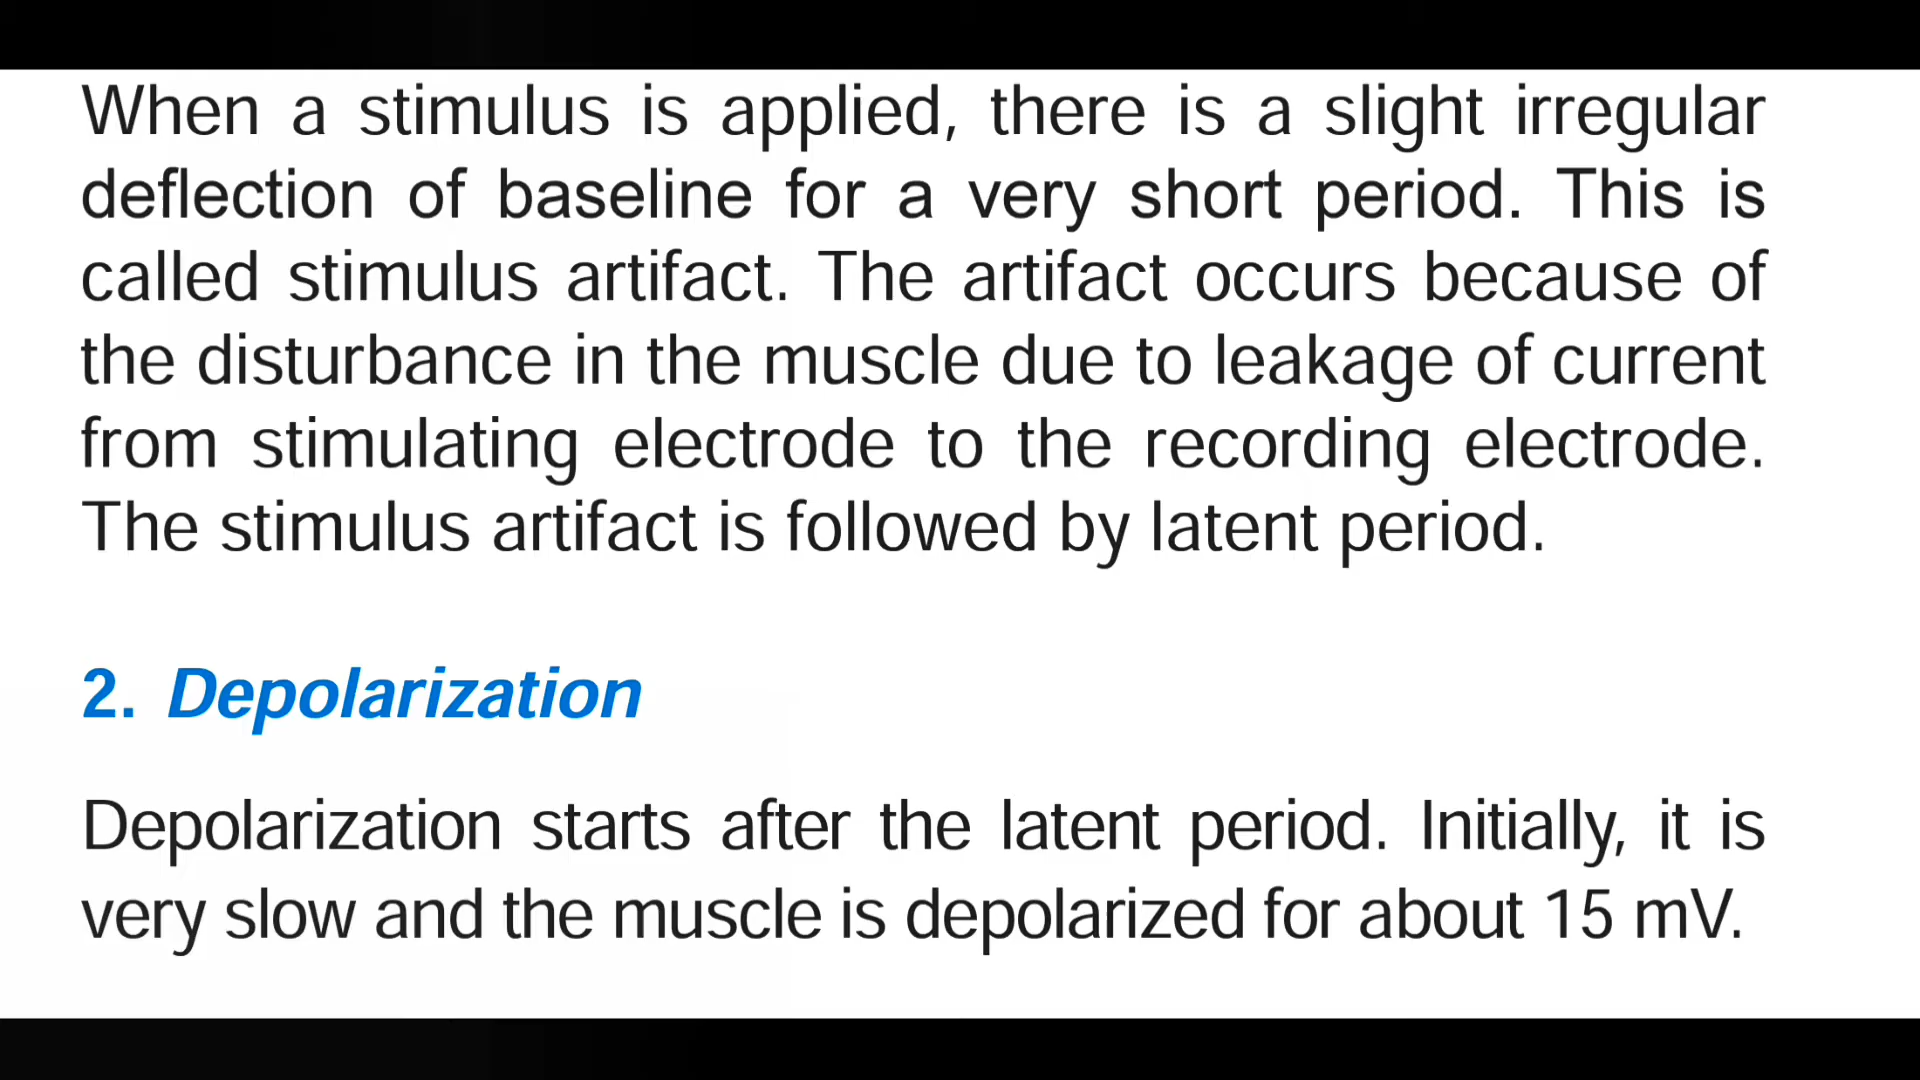 When a stimulus is applied, there is a slight irregular
deflection of baseline for a very short period. This is
called stimulus artifact. The artifact occurs because of
the disturbance in the muscle due to leakage of current
from stimulating electrode to the recording electrode.
The stimulus artifact is followed by latent period.
2. Depolarization
Depolarization starts after the latent period. Initially, it is
very slow and the muscle is depolarized for about 15 mV.